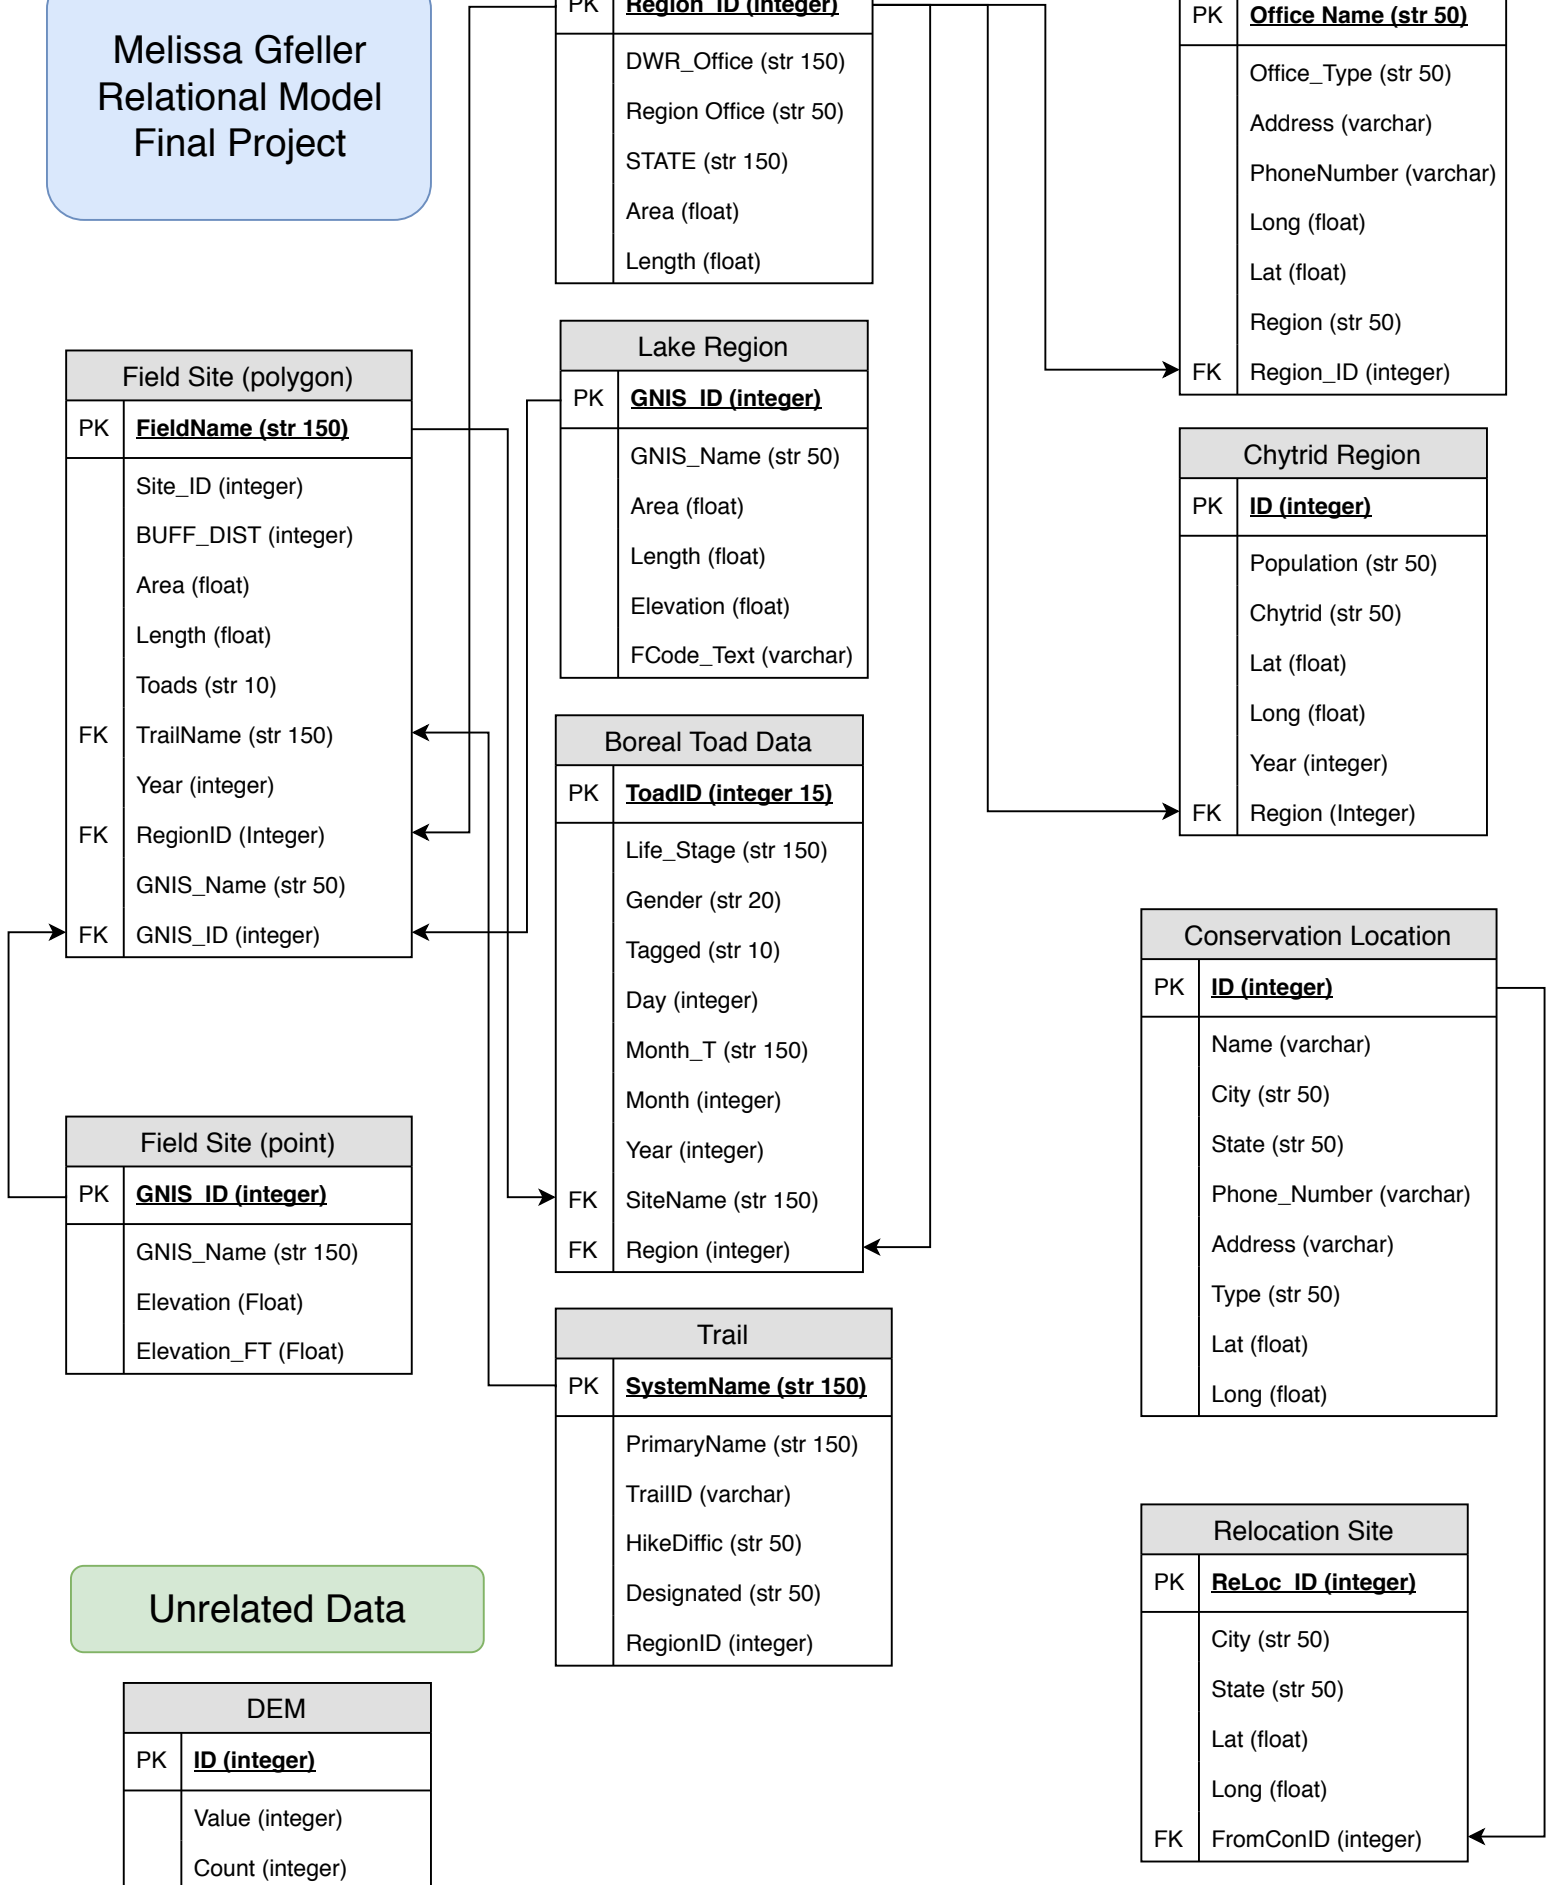 Melissa Gfeller
Relational Model
Final Project
PK Region_ID (integer)
DWR_Office (str 150)
Region Office (str 50)
STATE (str 150)
Area (float)
Length (float)
PK Office Name (str 50)
Office_Type (str 50)
Address (varchar)
PhoneNumber (varchar)
Long (float)
Lat (float)
Region (str 50)
FK Region_ID (integer)
Field Site (polygon)
PK FieldName (str 150)
Site_ID (integer)
BUFF_DIST (integer)
Area (float)
Length (float)
Toads (str 10)
FK TrailName (str 150)
Year (integer)
FK RegionID (Integer)
GNIS_Name (str 50)
FK GNIS_ID (integer)
Lake Region
PK GNIS_ID (integer)
GNIS_Name (str 50)
Area (float)
Length (float)
Elevation (float)
FCode_Text (varchar)
Chytrid Region
PK ID (integer)
Population (str 50)
Chytrid (str 50)
Lat (float)
Long (float)
Year (integer)
FK Region (Integer)
Boreal Toad Data
PK ToadID (integer 15)
Life_Stage (str 150)
Gender (str 20)
Tagged (str 10)
Day (integer)
Month_T (str 150)
Month (integer)
Year (integer)
FK SiteName (str 150)
FK Region (integer)
Conservation Location
PK ID (integer)
Name (varchar)
City (str 50)
State (str 50)
Phone_Number (varchar)
Address (varchar)
Type (str 50)
Lat (float)
Long (float)
Field Site (point)
PK GNIS_ID (integer)
GNIS_Name (str 150)
Elevation (Float)
Elevation_FT (Float)
Trail
PK SystemName (str 150)
PrimaryName (str 150)
TrailID (varchar)
HikeDiffic (str 50)
Designated (str 50)
RegionID (integer)
Relocation Site
PK ReLoc_ID (integer)
City (str 50)
State (str 50)
Lat (float)
Long (float)
FK FromConID (integer)
Unrelated Data
DEM
PK ID (integer)
Value (integer)
Count (integer)